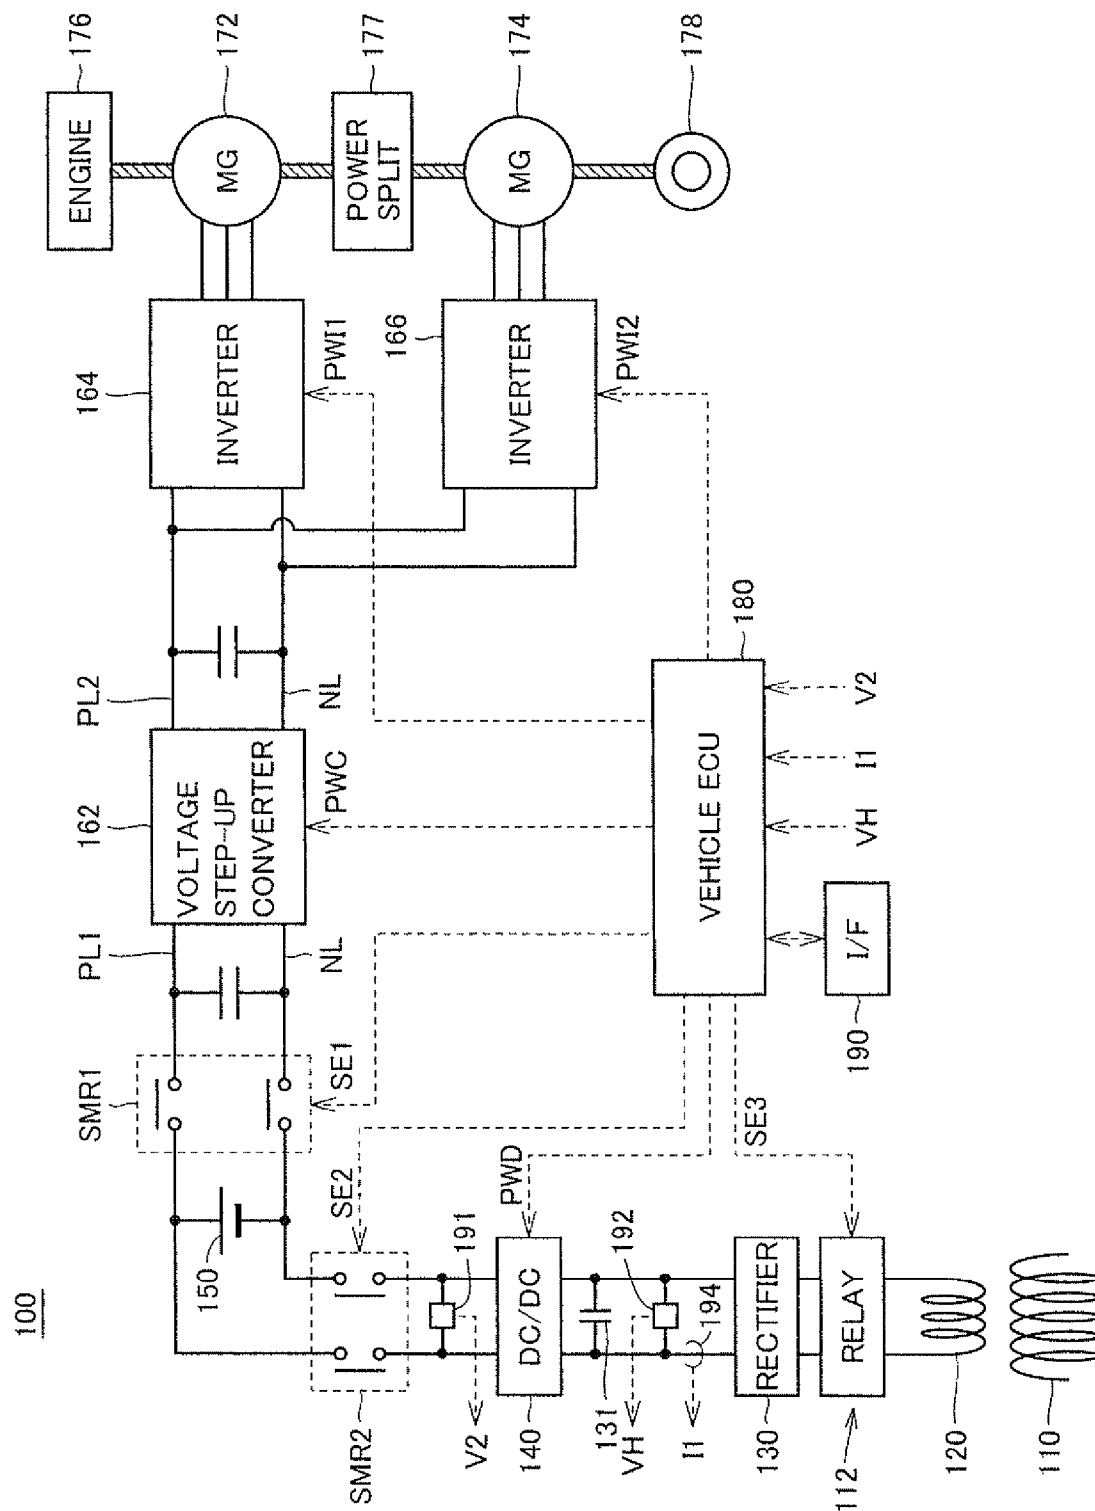 100
176
172
177
174
178
ENGINE
MG
POWER
SPLIT
MG
164
INVERTER
PWI1
166
INVERTER
PWI2
PL2
NL
162
VOLTAGE
STEP-UP
CONVERTER
PWC
180
VEHICLE ECU
V2
I1
VH
PL1
NL
I/F
190
SMR1
SE1
SE2
PWD
SE3
150
191
192
194
SMR2
V2
DC/DC
140
131
VH
I1
RECTIFIER
130
RELAY
112
120
110